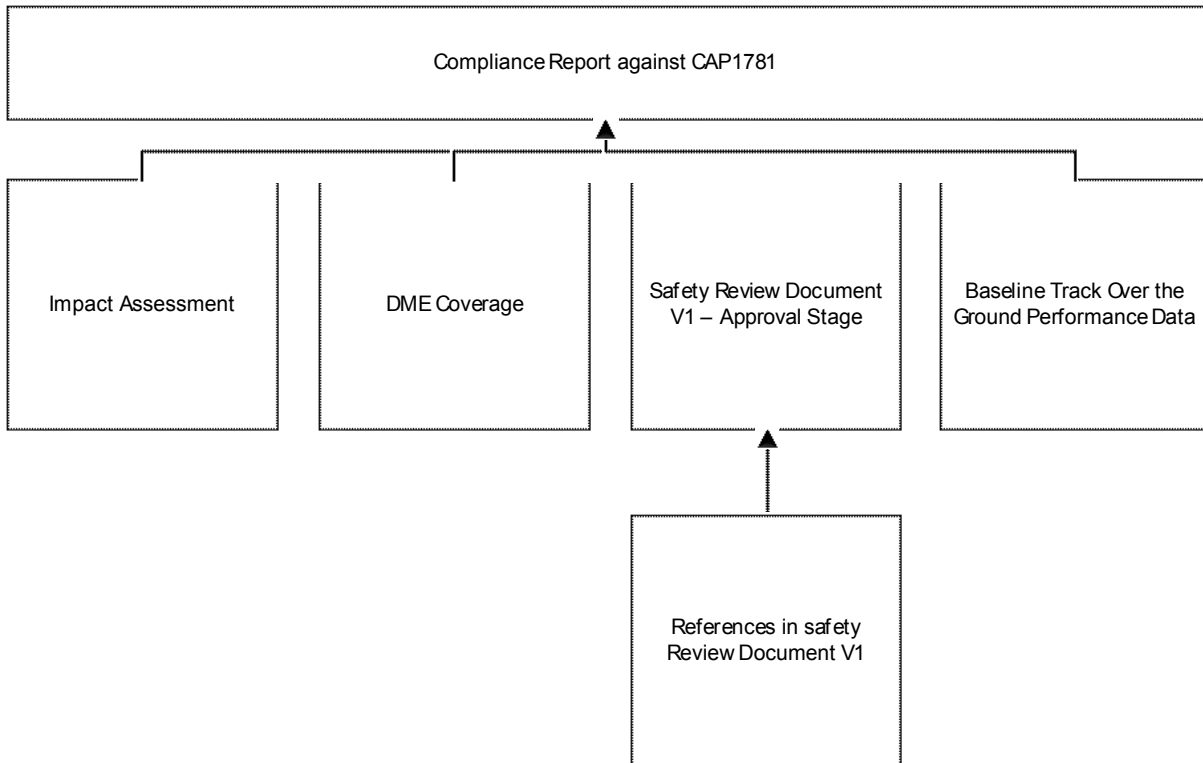 Compliance Report against CAP1781
Impact Assessment
DME Coverage
Safety Review Document
V1 – Approval Stage
Baseline Track Over the
Ground Performance Data
References in safety
Review Document V1